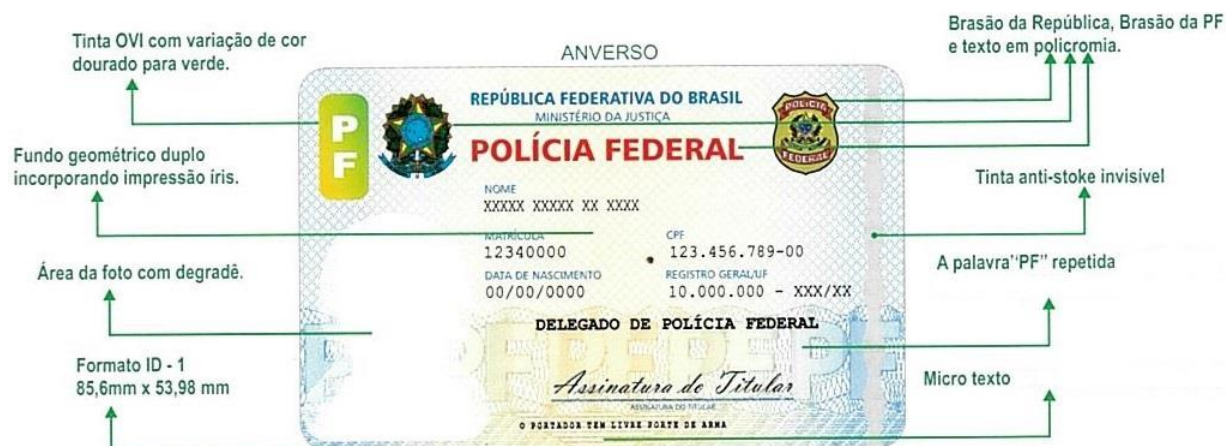 Tinta OVI com variação de cor
dourado para verde.
ANVERSO
Brasão da República, Brasão da PF
e texto em policromia.
PF
REPÚBLICA FEDERATIVA DO BRASIL
MINISTÉRIO DA JUSTIÇA
POLÍCIA FEDERAL
POLÍCIA
FEDERAL
Fundo geométrico duplo
incorporando impressão íris.
Tinta anti-stoke invisível
NOME
XXXXX XXXXX XX XXXX
MATRÍCULA
CPF
12340000
123.456.789-00
Área da foto com degradê.
A palavra"PF" repetida
DATA DE NASCIMENTO
REGISTRO GERAL/UF
00/00/0000
10.000.000 - XXX/XX
DELEGADO DE POLÍCIA FEDERAL
PFPFPFPF
Formato ID - 1
85,6mm x 53,98 mm
Micro texto
Assinatura do Titular
ASSINATURA DO TITULAR
O PORTADOR TEM LIVRE PORTE DE ARMA